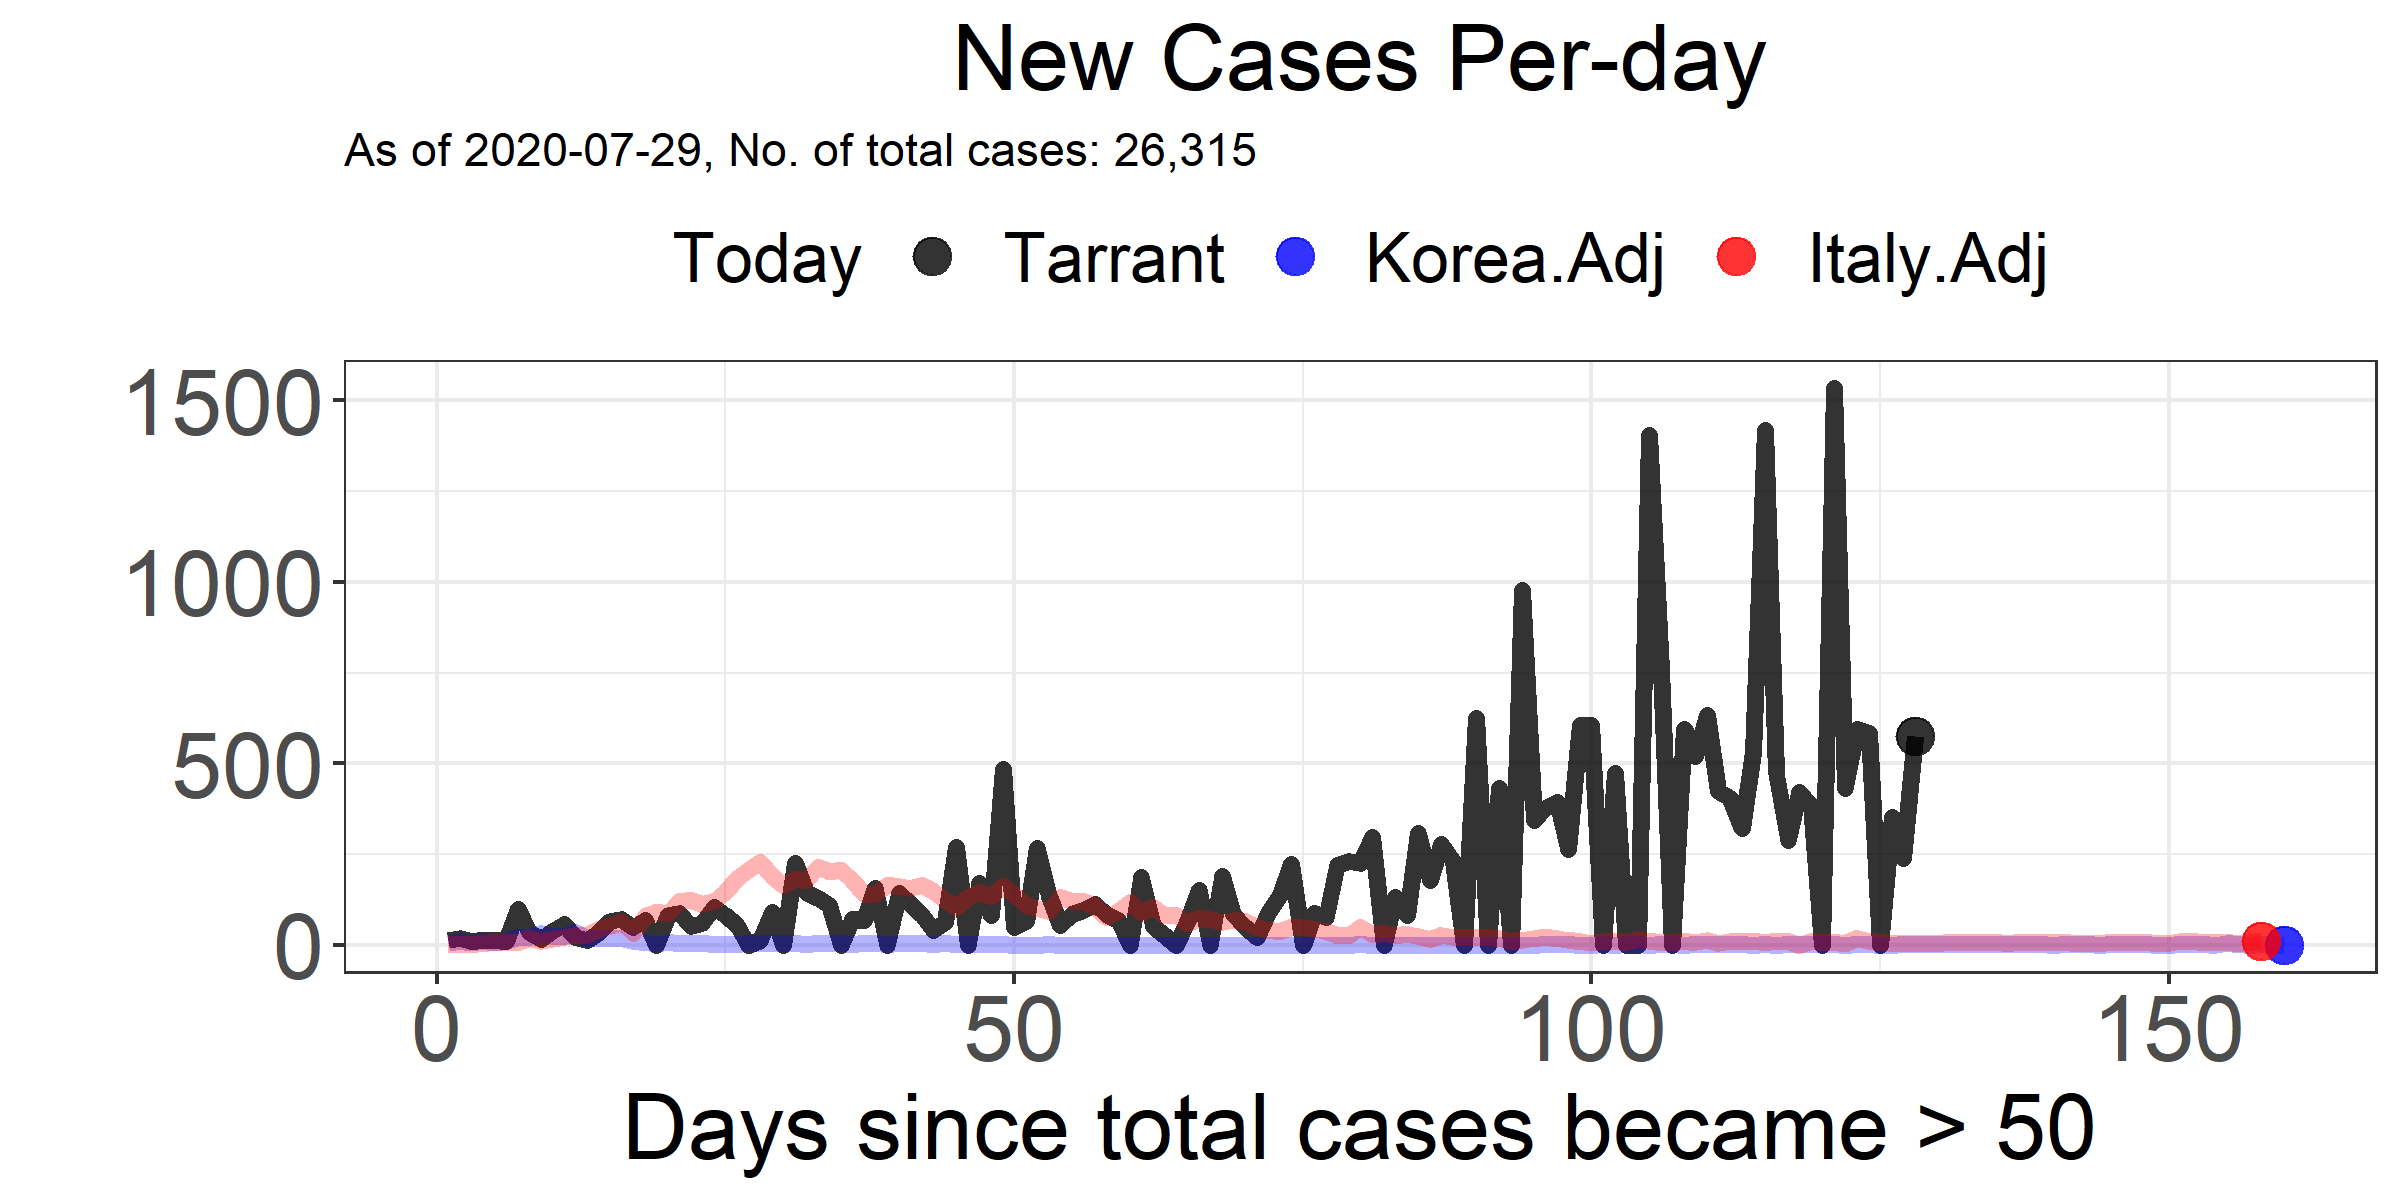 New Cases Per-day
As of 2020-07-29, No. of total cases: 26,315
Today Tarrant Korea.Adj Italy.Adj
1500
1000
500
0
0 50 100 150
Days since total cases became > 50